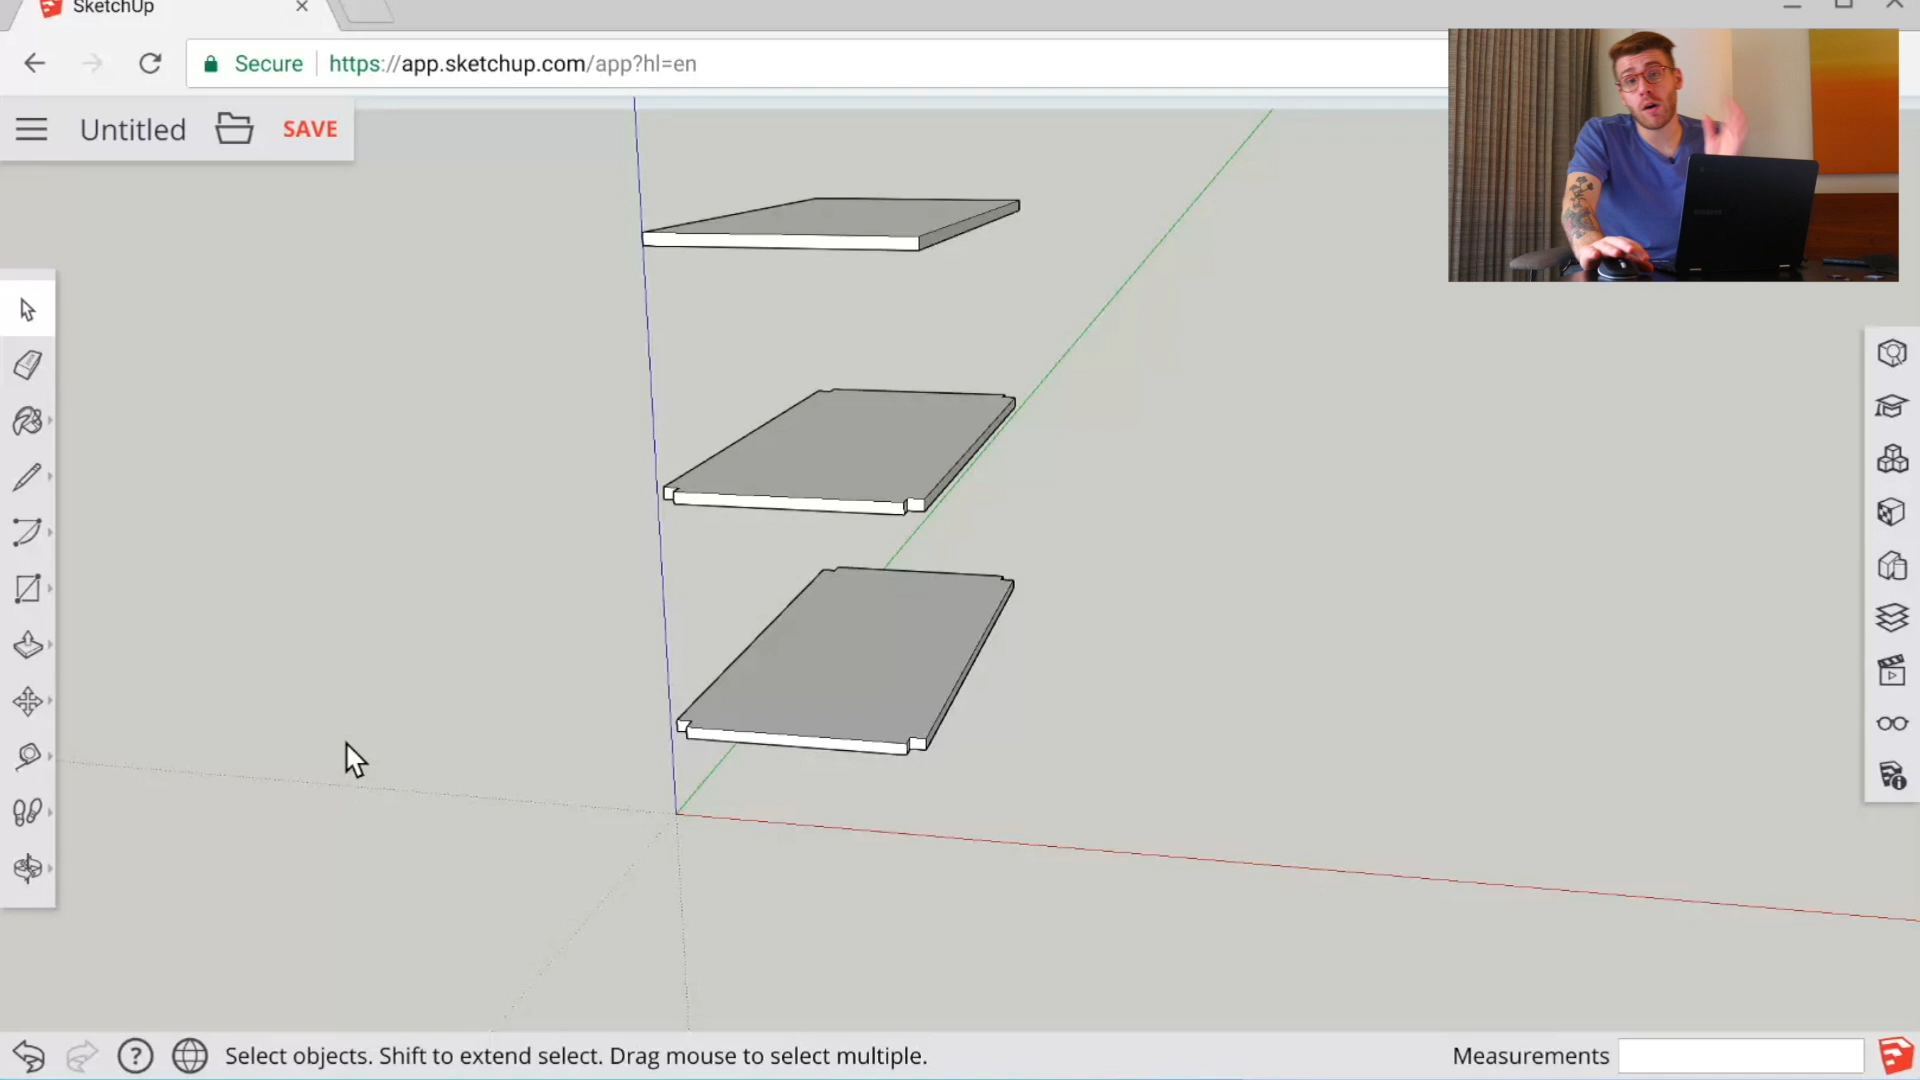 SketchUp
Secure https://app.sketchup.com/app?hl=en
Untitled SAVE
Select objects. Shift to extend select. Drag mouse to select multiple.
Measurements